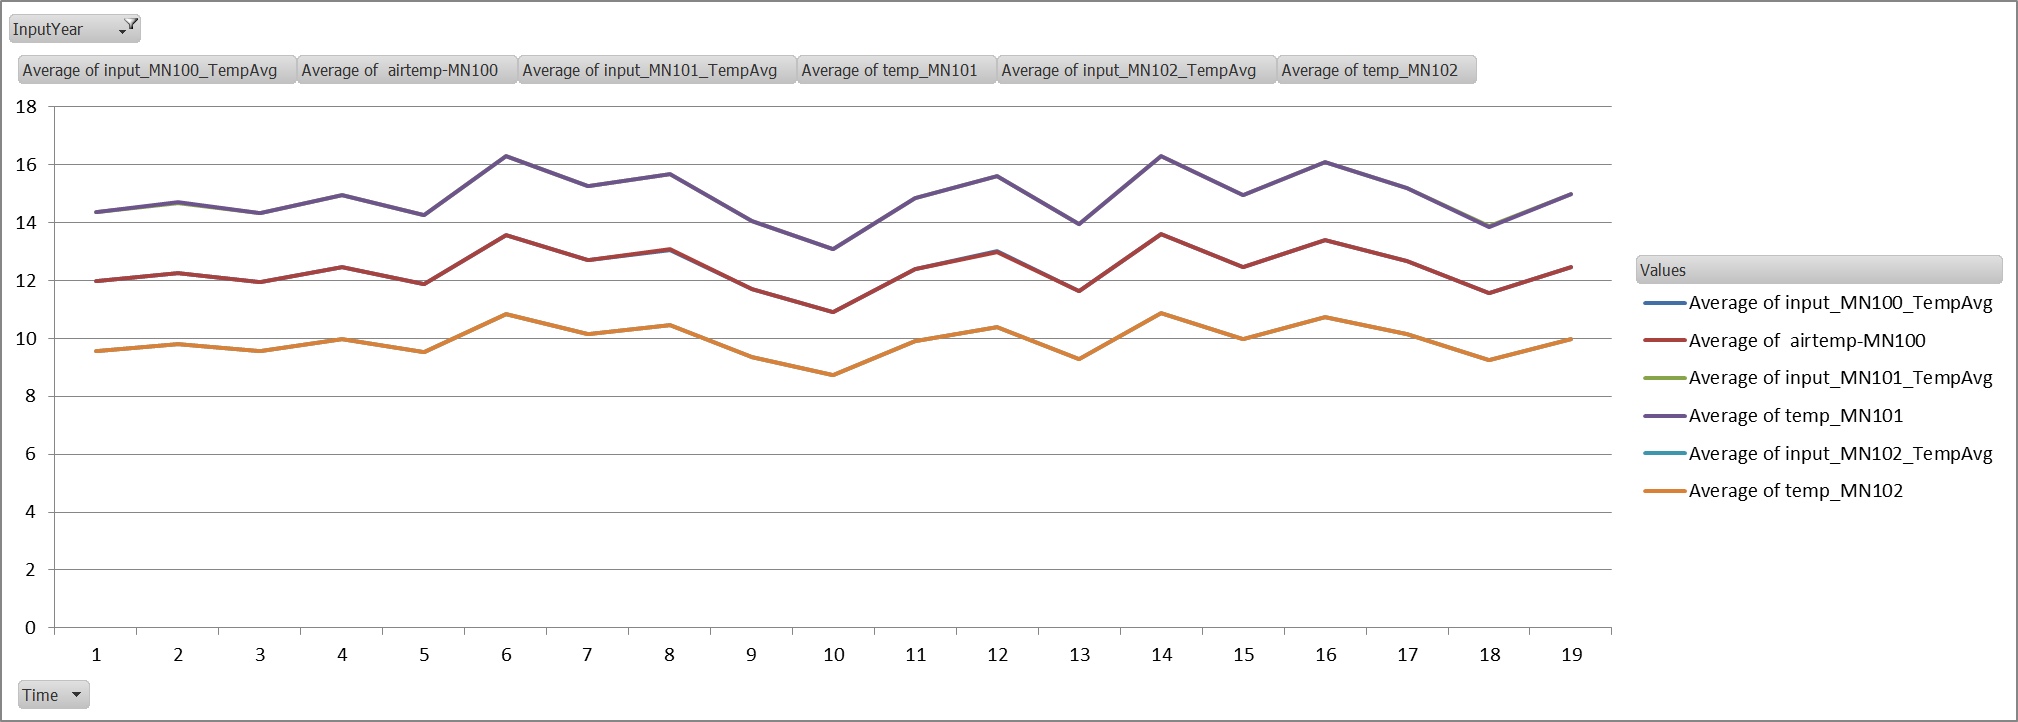 InputYear
Average of input_MN100_TempAvg Average of  airtemp-MN100 Average of input_MN101_TempAvg Average of temp_MN101 Average of input_MN102_TempAvg Average of temp_MN102
18
16
14
12
10
8
6
4
2
0
1 2 3 4 5 6 7 8 9 10 11 12 13 14 15 16 17 18 19
Time
Values
Average of input_MN100_TempAvg
Average of  airtemp-MN100
Average of input_MN101_TempAvg
Average of temp_MN101
Average of input_MN102_TempAvg
Average of temp_MN102